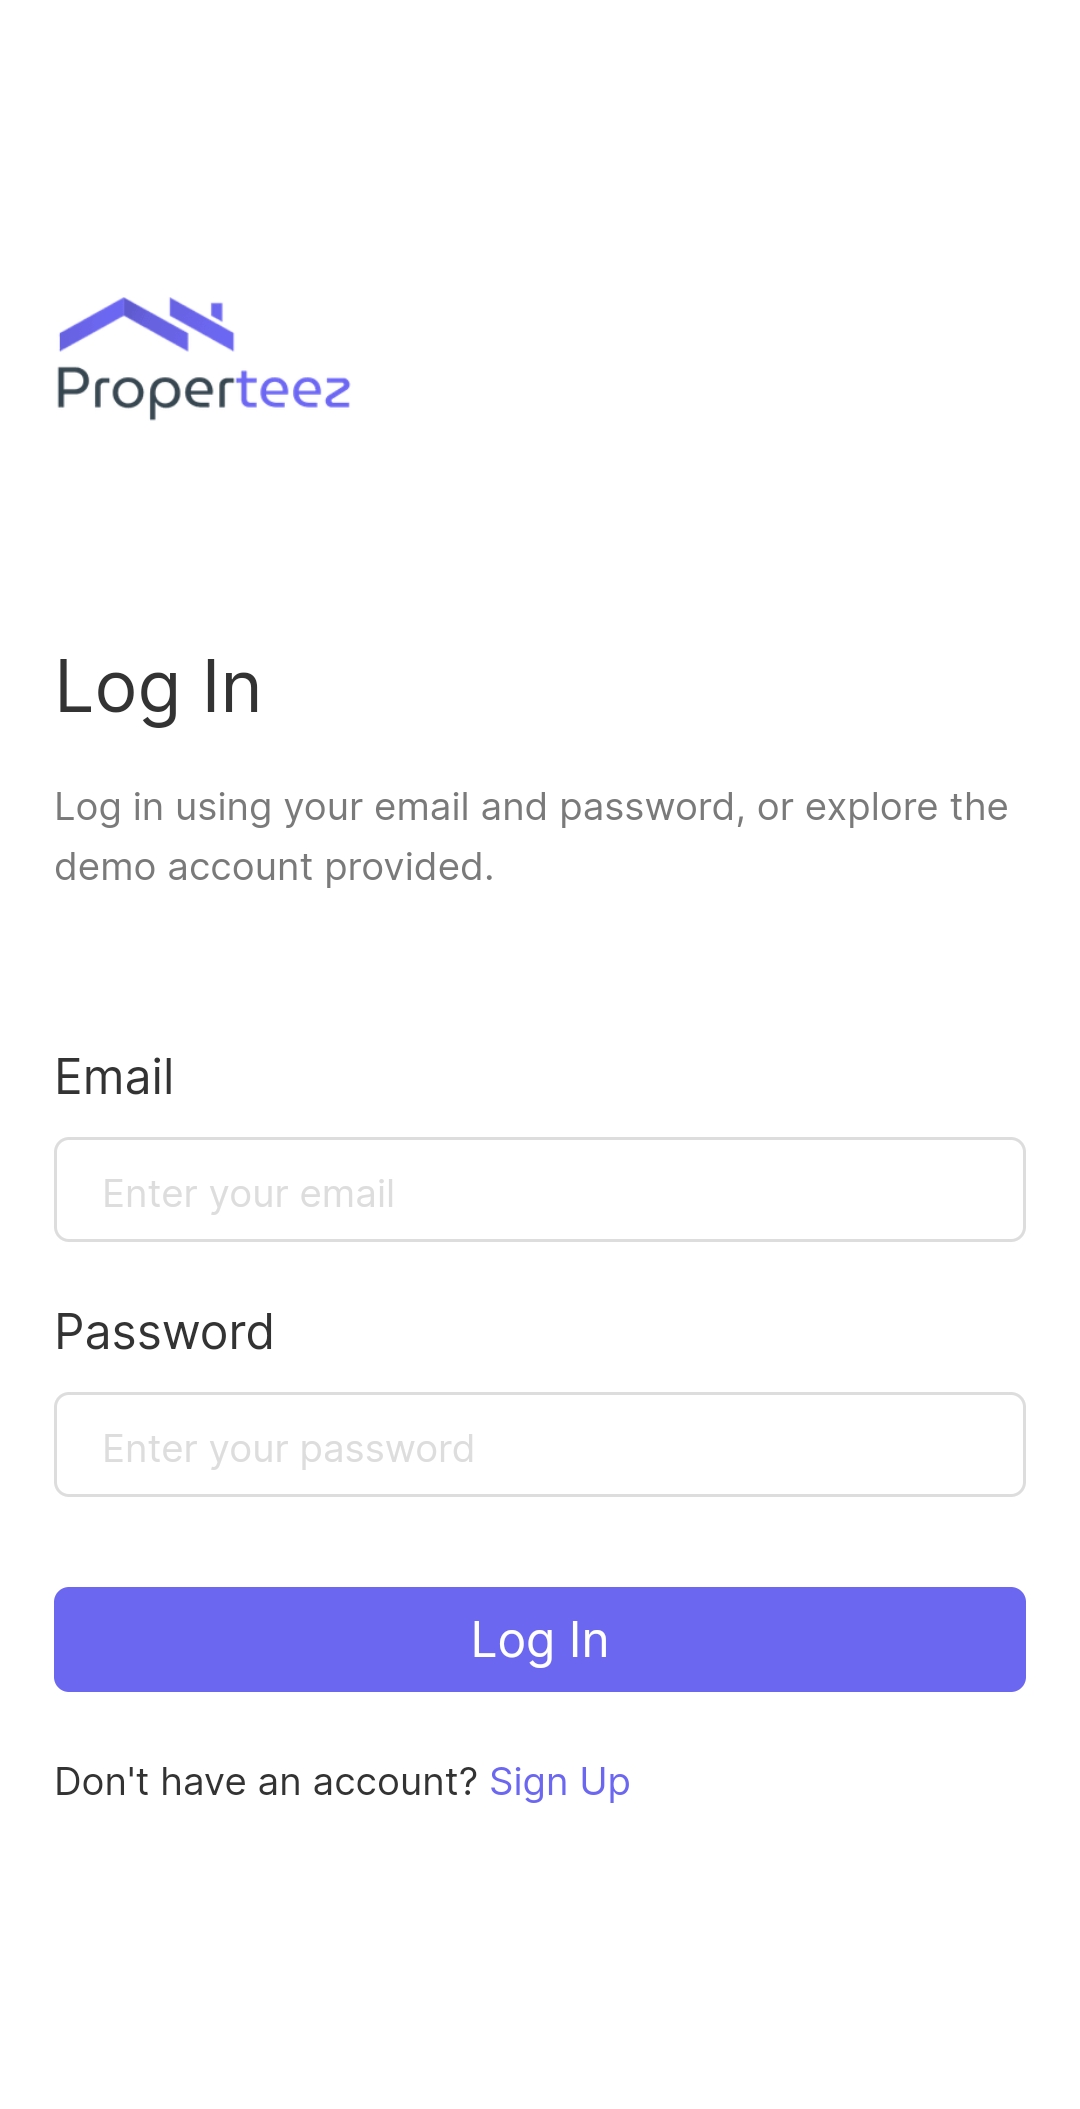 Properteez
Log In
Log in using your email and password, or explore the
demo account provided.
Email
Enter your email
Password
Enter your password
Log In
Don't have an account? Sign Up